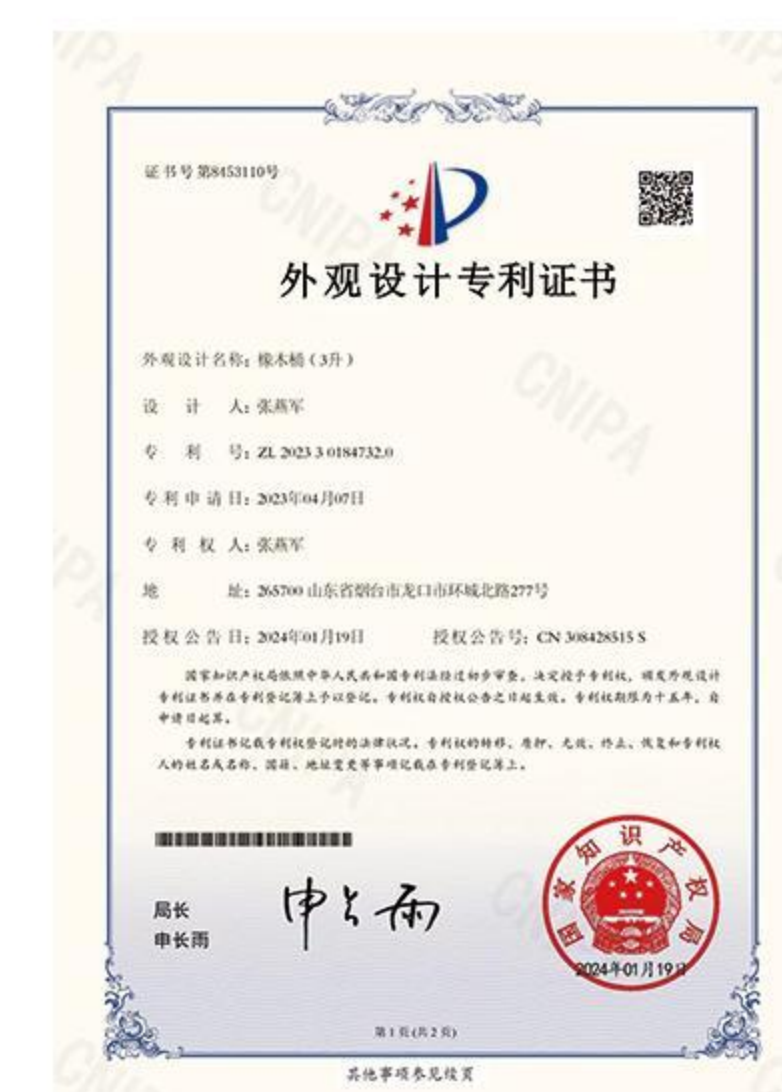 证书号第8453110号
外观设计专利证书
外观设计名称：橡木桶（3升）
设计人：张燕军
专利号：ZL 2023 3 0184732.0
专利申请日：2023年04月07日
专利权人：张燕军
地址：265700 山东省烟台市龙口市环城北路277号
授权公告日：2024年01月19日 授权公告号：CN 308428515 S
国家知识产权局依照中华人民共和国专利法经过初步审查，决定授予专利权，颁发外观设计
专利证书并在专利登记簿上予以登记。专利权自授权公告之日起生效。专利权期限为十五年，自
申请日起算。
专利证书记载专利权登记时的法律状况。专利权的转移、质押、无效、终止、恢复和专利权
人的姓名或名称、国籍、地址变更等事项记载在专利登记簿上。
局长
申长雨
申长雨
国家知识产权局
2024年01月19日
第1页(共2页)
其他事项参见续页
CNIPA
CNIPA